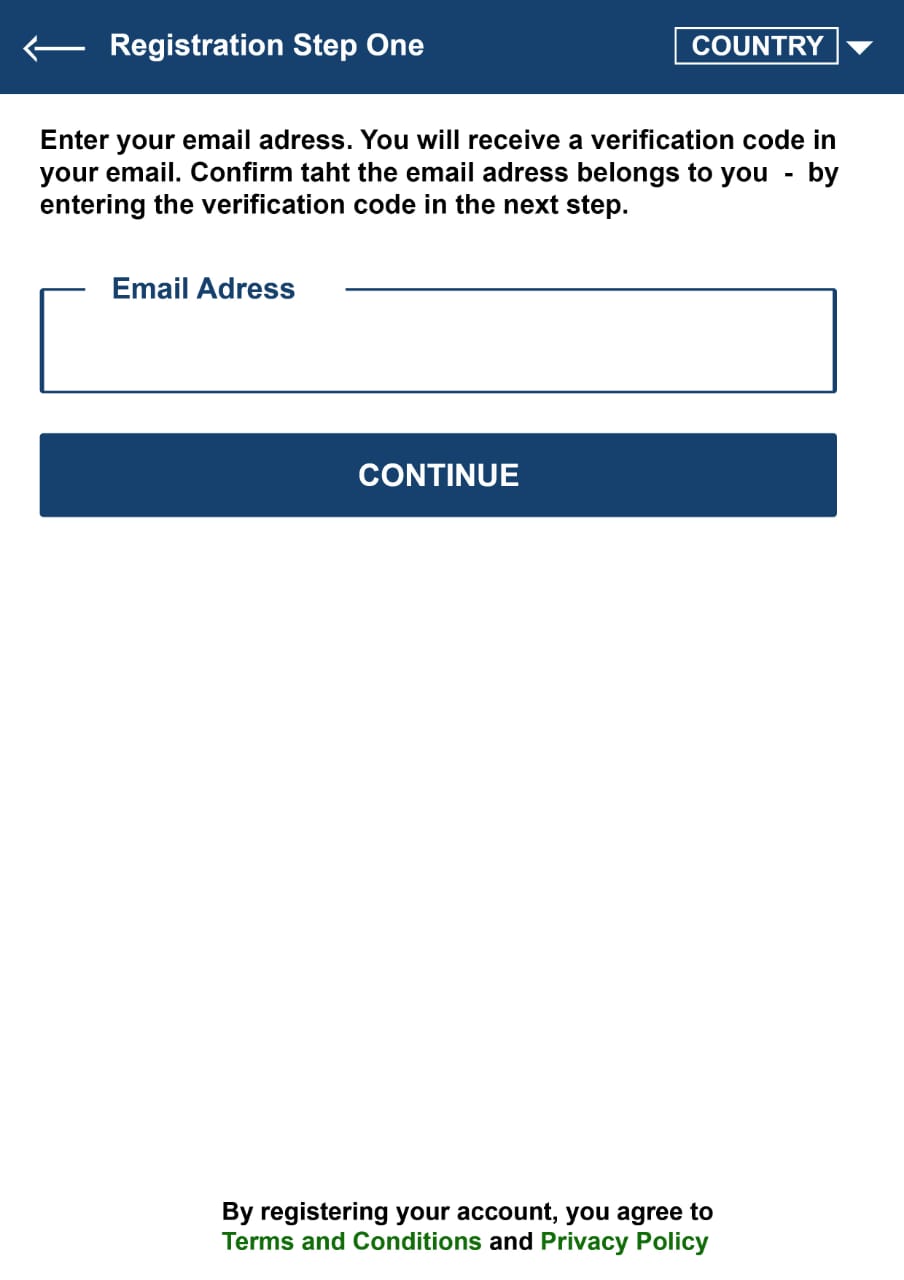 Registration Step One
COUNTRY
Enter your email adress. You will receive a verification code in
your email. Confirm taht the email adress belongs to you - by
entering the verification code in the next step.
Email Adress
CONTINUE
By registering your account, you agree to
Terms and Conditions and Privacy Policy